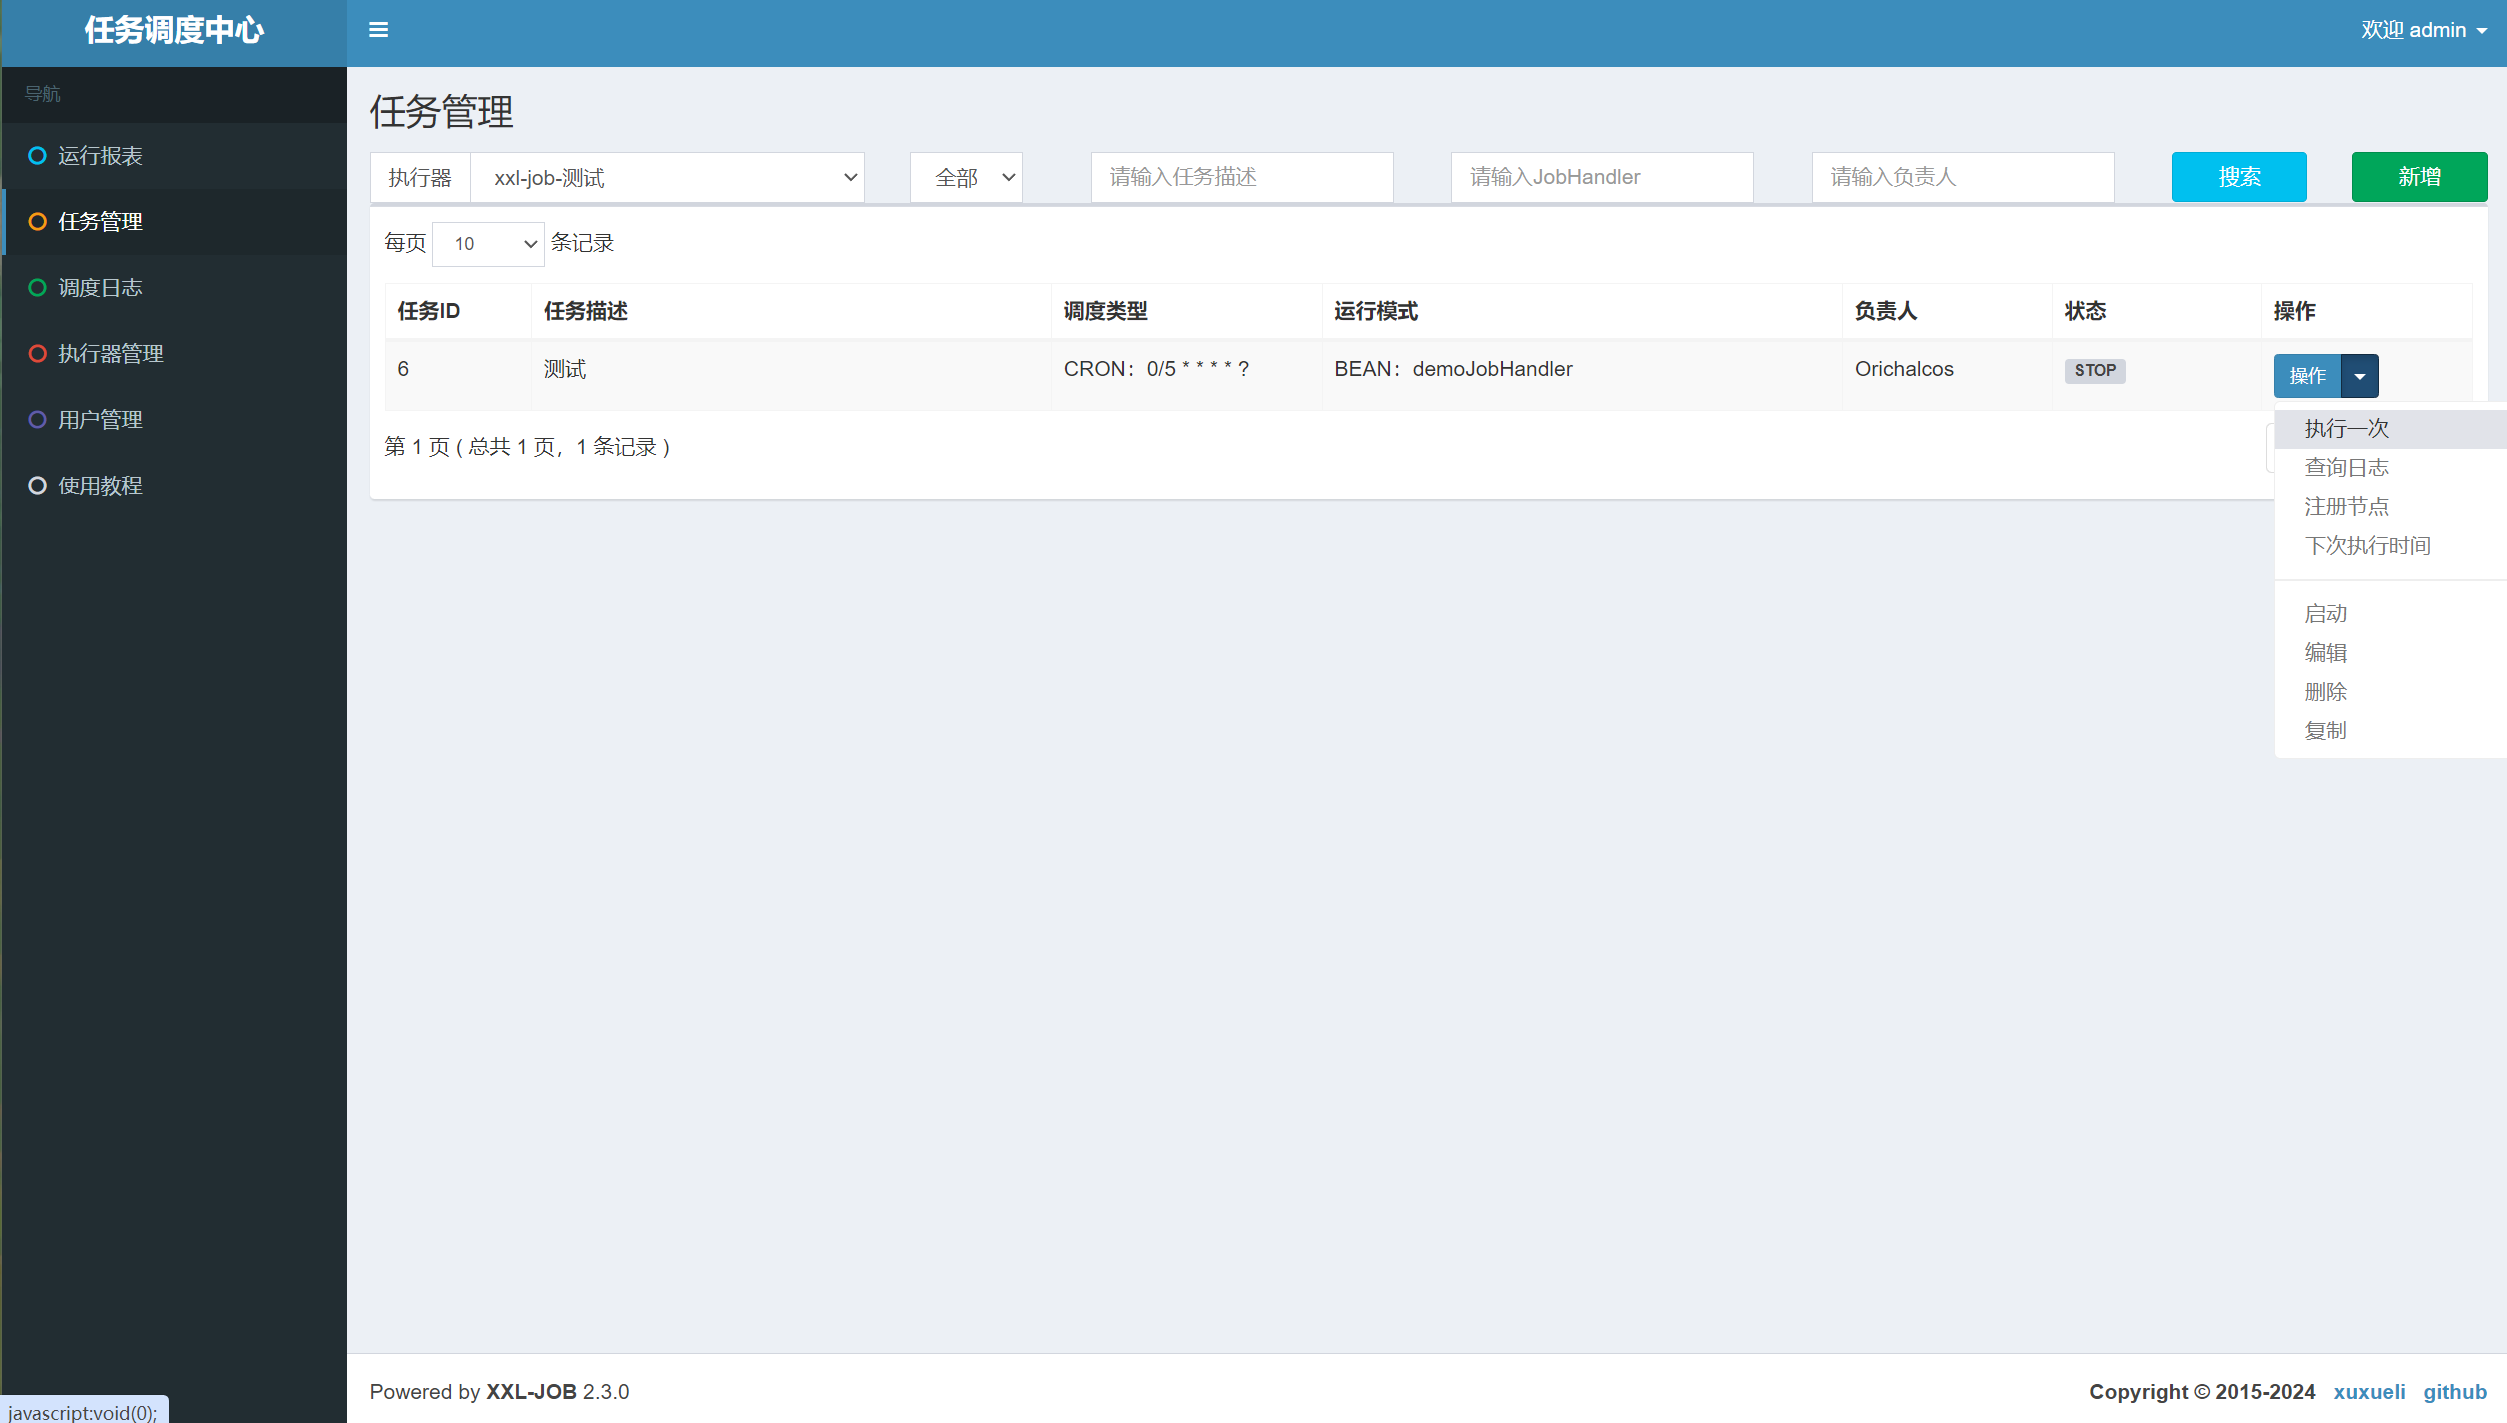 任务调度中心
欢迎 admin
导航
运行报表
任务管理
调度日志
执行器管理
用户管理
使用教程
任务管理
执行器 xxl-job-测试 全部 请输入任务描述 请输入JobHandler 请输入负责人 搜索 新增
每页 10 条记录
任务ID 任务描述 调度类型 运行模式 负责人 状态 操作
6 测试 CRON：0/5 * * * * ? BEAN：demoJobHandler Orichalcos STOP 操作
第 1 页 ( 总共 1 页，1 条记录 )
执行一次
查询日志
注册节点
下次执行时间
启动
编辑
删除
复制
Powered by XXL-JOB 2.3.0
Copyright © 2015-2024 xuxueli github
javascript:void(0);